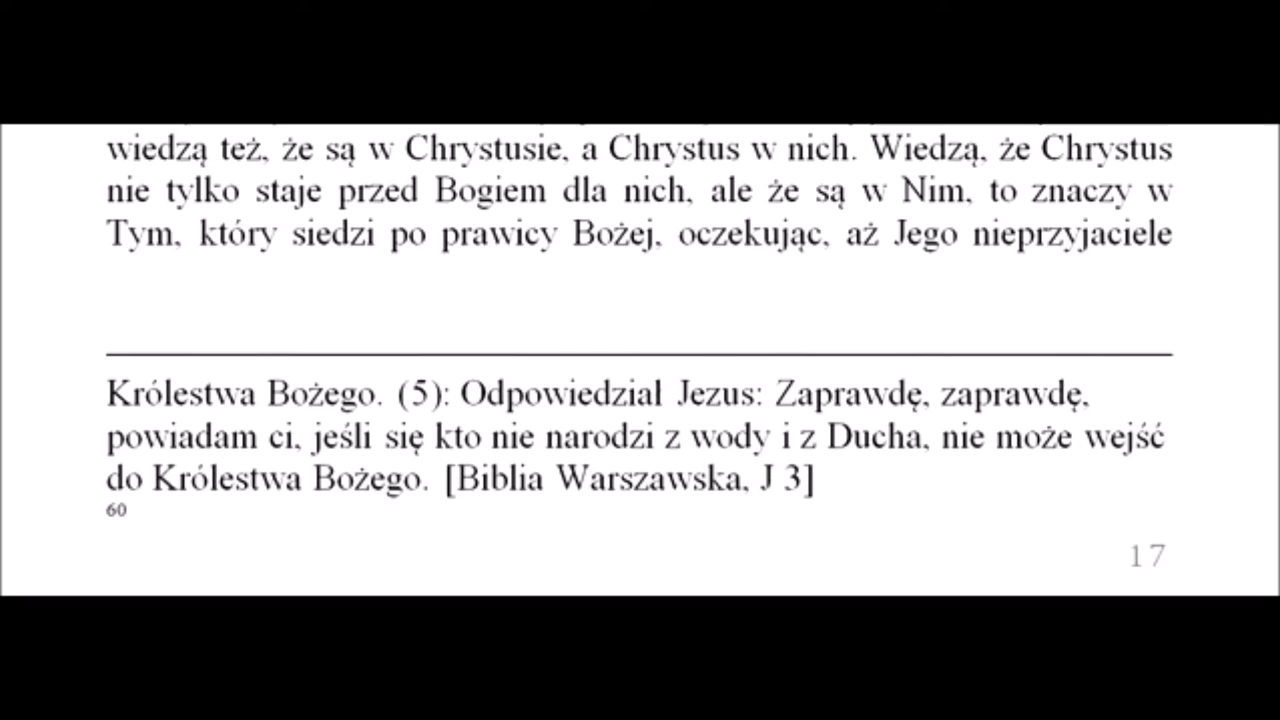 wiedzą też, że są w Chrystusie, a Chrystus w nich. Wiedzą, że Chrystus
nie tylko staje przed Bogiem dla nich, ale że są w Nim, to znaczy w
Tym, który siedzi po prawicy Bożej, oczekując, aż Jego nieprzyjaciele
Królestwa Bożego. (5): Odpowiedział Jezus: Zaprawdę, zaprawdę,
powiadam ci, jeśli się kto nie narodzi z wody i z Ducha, nie może wejść
do Królestwa Bożego. [Biblia Warszawska, J 3]
60
17